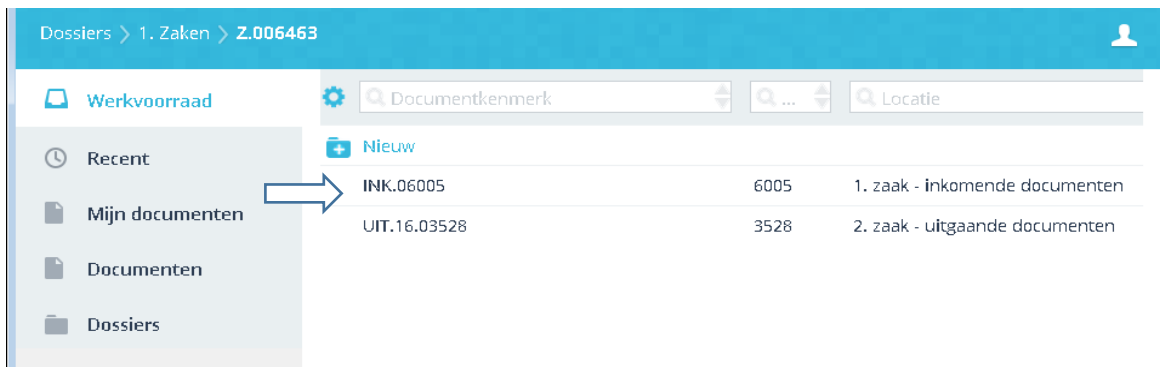 Dossiers > 1. Zaken > Z.006463
Werkvoorraad
Recent
Mijn documenten
Documenten
Dossiers
Documentkenmerk ... Locatie
Nieuw
INK.06005 6005 1. zaak - inkomende documenten
UIT.16.03528 3528 2. zaak - uitgaande documenten